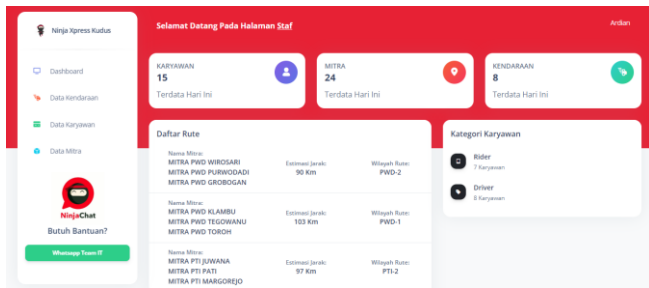 Ninja Xpress Kudus
Dashboard
Data Kendaraan
Data Karyawan
Data Mitra
NinjaChat
Butuh Bantuan?
Whatsapp Team IT
Selamat Datang Pada Halaman Staf
Ardian
KARYAWAN
15
Terdata Hari Ini
MITRA
24
Terdata Hari Ini
KENDARAAN
8
Terdata Hari Ini
Daftar Rute
Nama Mitra:
MITRA PWD WIROSARI
MITRA PWD PURWODADI
MITRA PWD GROBOGAN
Estimasi Jarak:
90 Km
Wilayah Rute:
PWD-2
Nama Mitra:
MITRA PWD KLAMBU
MITRA PWD TEGOWANU
MITRA PWD TOROH
Estimasi Jarak:
103 Km
Wilayah Rute:
PWD-1
Nama Mitra:
MITRA PTI JUWANA
MITRA PTI PATI
MITRA PTI MARGOREJO
Estimasi Jarak:
97 Km
Wilayah Rute:
PTI-2
Kategori Karyawan
Rider
7 Karyawan
Driver
8 Karyawan